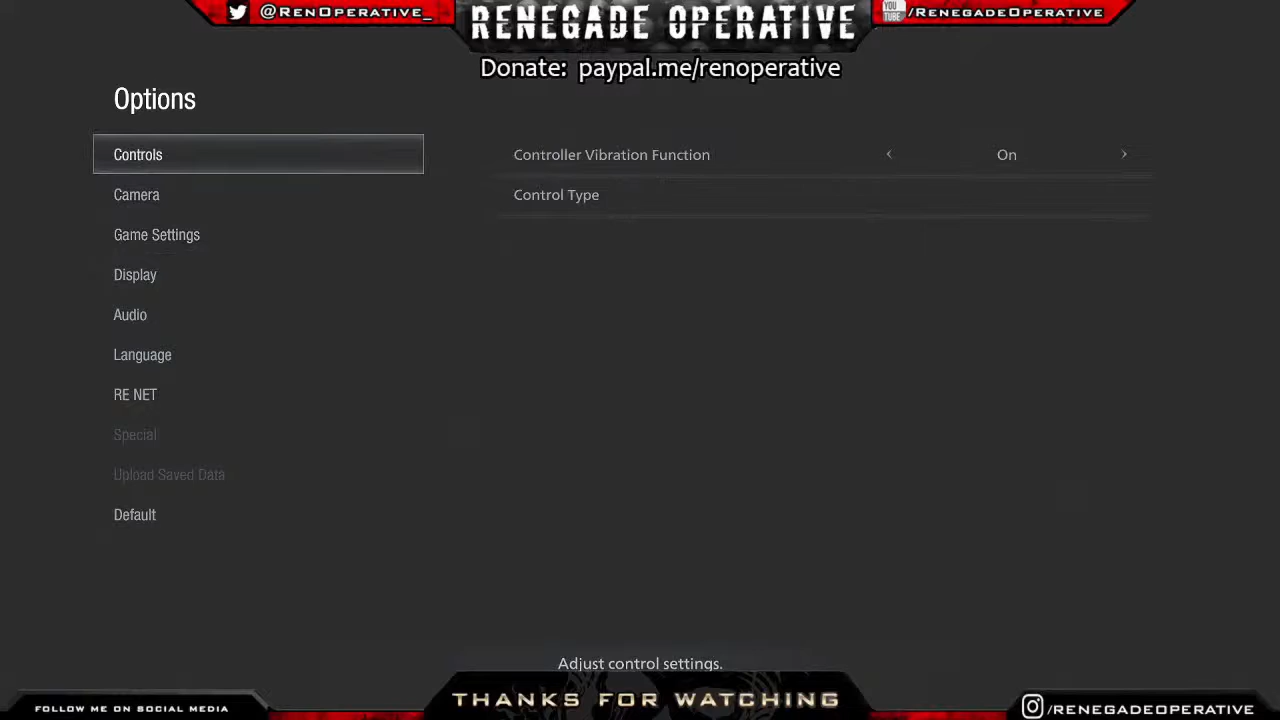 @RenOperative_
RENEGADE OPERATIVE
YOU TUBE /RenegadeOperative
Donate: paypal.me/renoperative
Options
Controls
Controller Vibration Function On
Camera
Control Type
Game Settings
Display
Audio
Language
RE NET
Special
Upload Saved Data
Default
Adjust control settings.
THANKS FOR WATCHING
FOLLOW ME ON SOCIAL MEDIA
/RENEGADEOPERATIVE